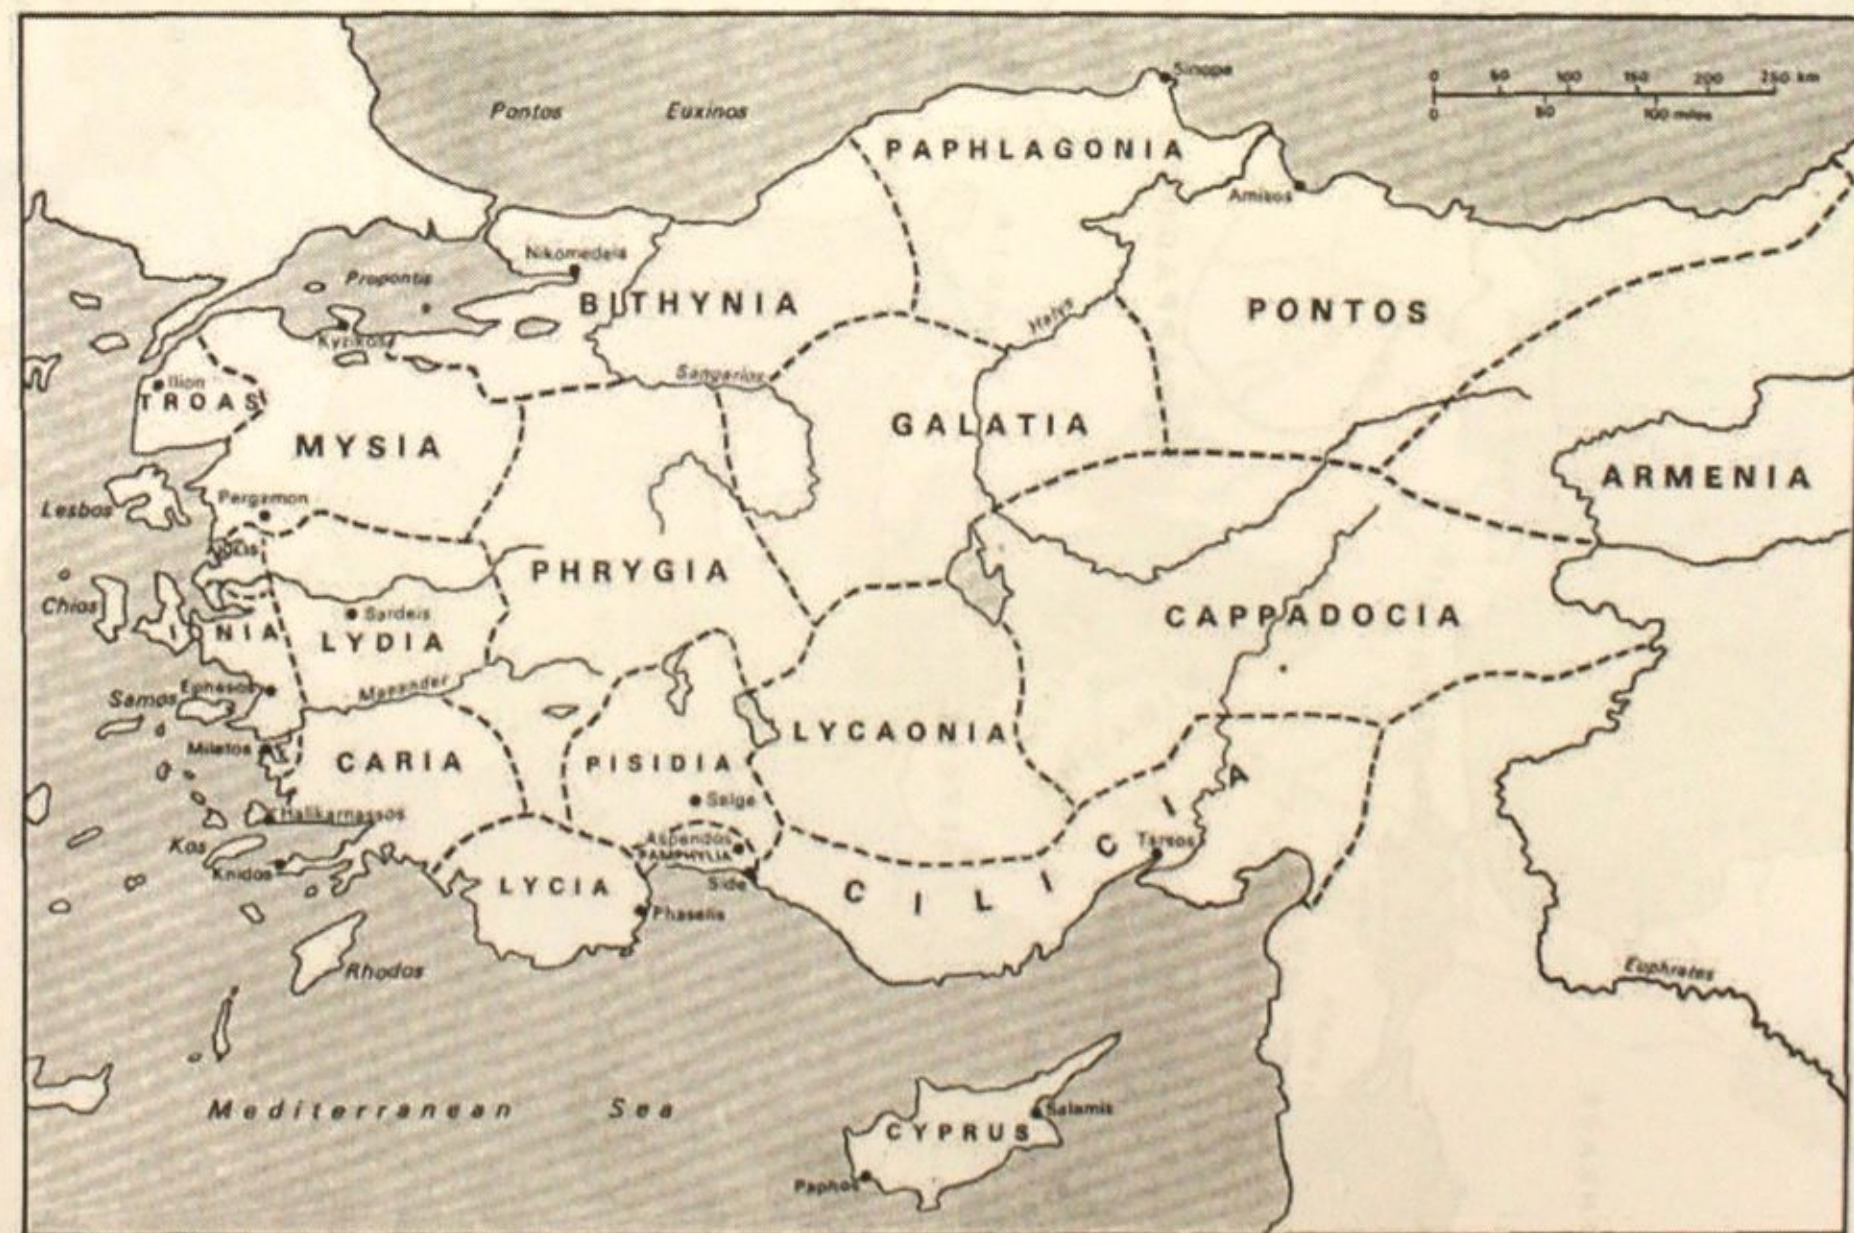 Sinope
0 50 100 150 200 250 km
0 50 100 miles
Pontos Euxinos
PAPHLAGONIA
Amisos
Nikomedeia
Propontis
BITHYNIA
Halys
PONTOS
Kyzikos
Sangarios
Ilion
TROAS
MYSIA
GALATIA
ARMENIA
Lesbos
Pergamon
PHRYGIA
Chios
Sardeis
IONIA
LYDIA
CAPPADOCIA
Samos
Ephesos
Maeander
LYCAONIA
Miletos
CARIA
PISIDIA
Selge
Halikarnassos
Kos
Aspendos
PAMPHYLIA
Tarsos
Knidos
LYCIA
Side
CILICIA
Phaselis
Rhodos
Euphrates
Mediterranean Sea
Salamis
CYPRUS
Paphos